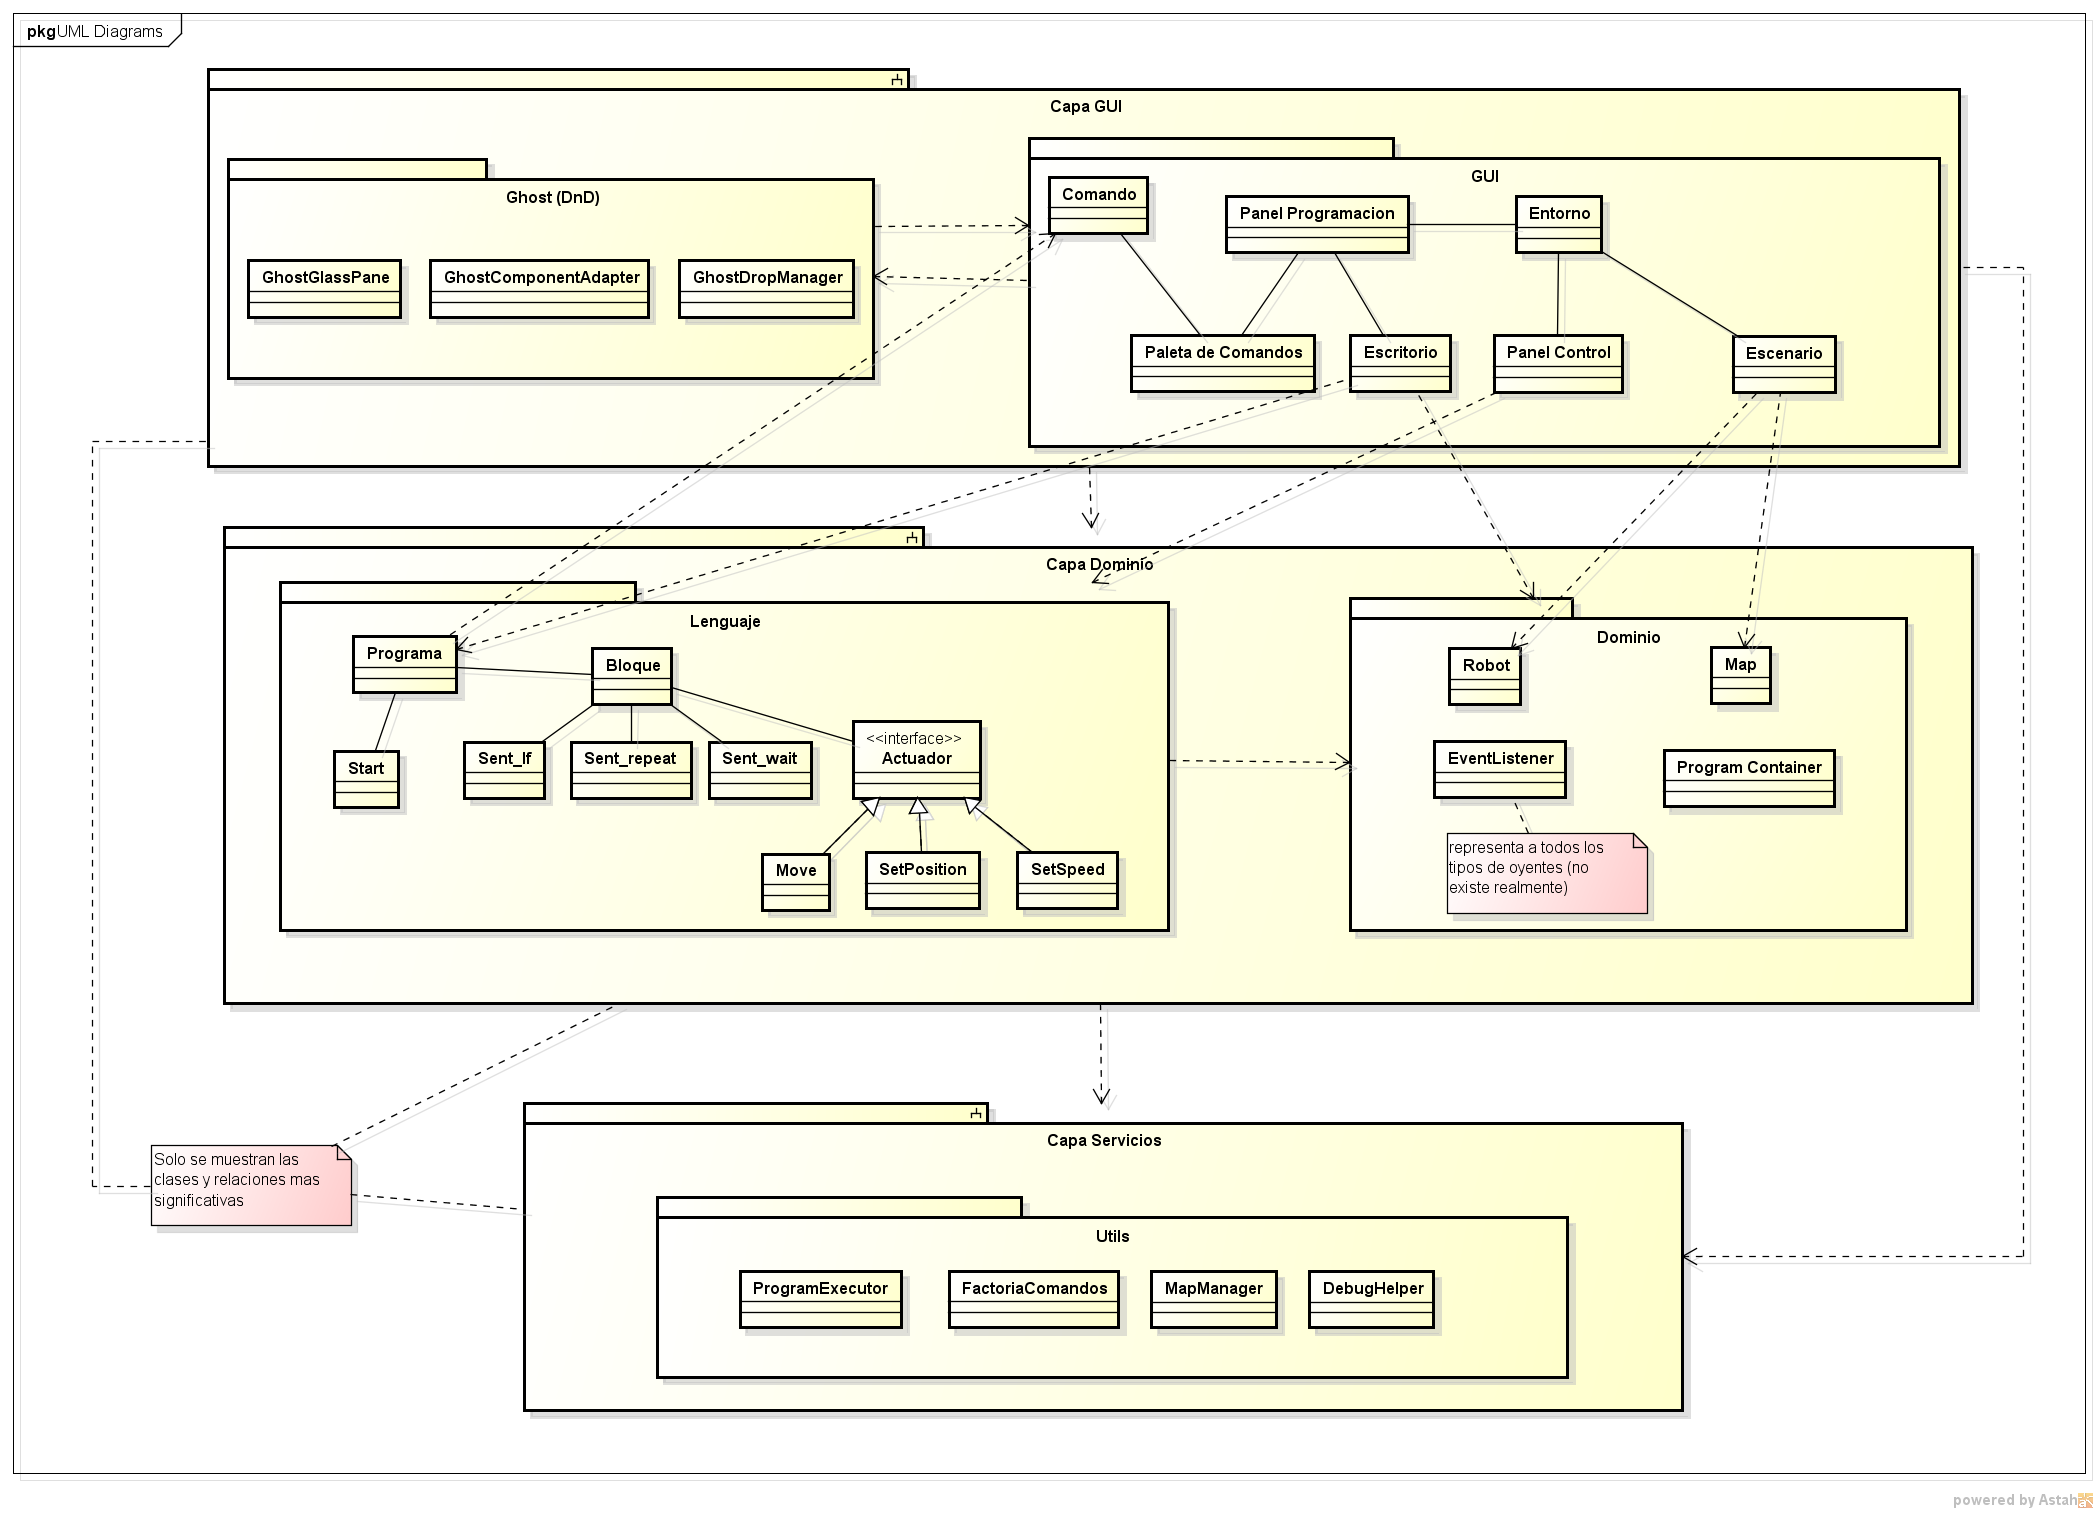 pkg UML Diagrams
Capa GUI
Ghost (DnD)
GhostGlassPane
GhostComponentAdapter
GhostDropManager
GUI
Comando
Panel Programacion
Entorno
Paleta de Comandos
Escritorio
Panel Control
Escenario
Capa Dominio
Lenguaje
Programa
Bloque
Start
Sent_If
Sent_repeat
Sent_wait
<<interface>>
Actuador
Move
SetPosition
SetSpeed
Dominio
Robot
Map
EventListener
Program Container
representa a todos los
tipos de oyentes (no
existe realmente)
Solo se muestran las
clases y relaciones mas
significativas
Capa Servicios
Utils
ProgramExecutor
FactoriaComandos
MapManager
DebugHelper
powered by Astah